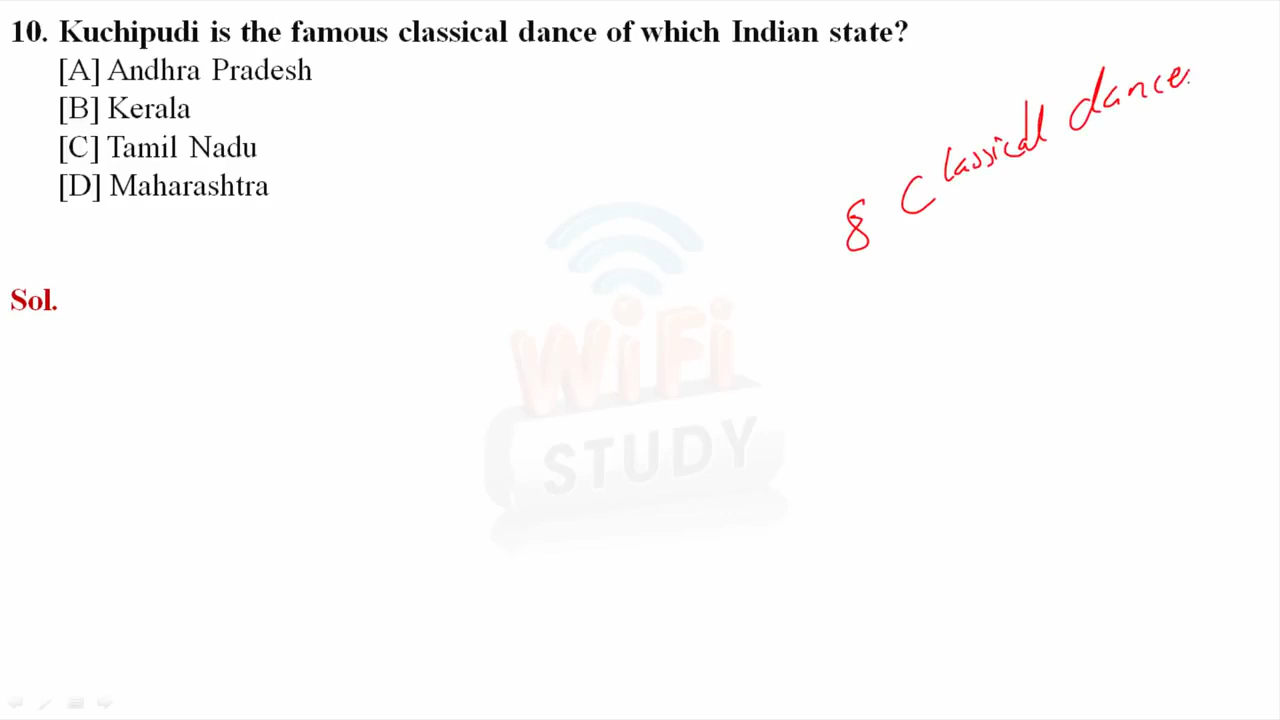 10. Kuchipudi is the famous classical dance of which Indian state?
[A] Andhra Pradesh
[B] Kerala
[C] Tamil Nadu
[D] Maharashtra
8 Classical dance.
Sol.
WiFi
STUDY